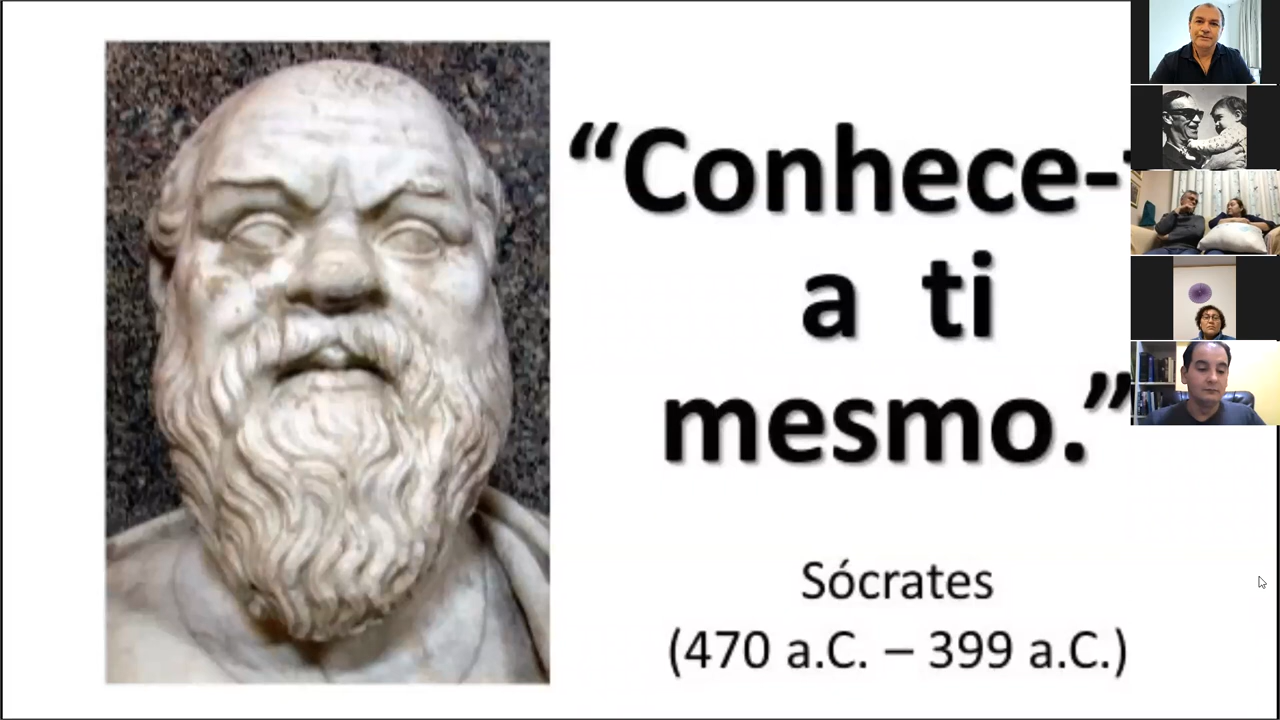 “Conhece-
a ti
mesmo.”
Sócrates
(470 a.C. – 399 a.C.)